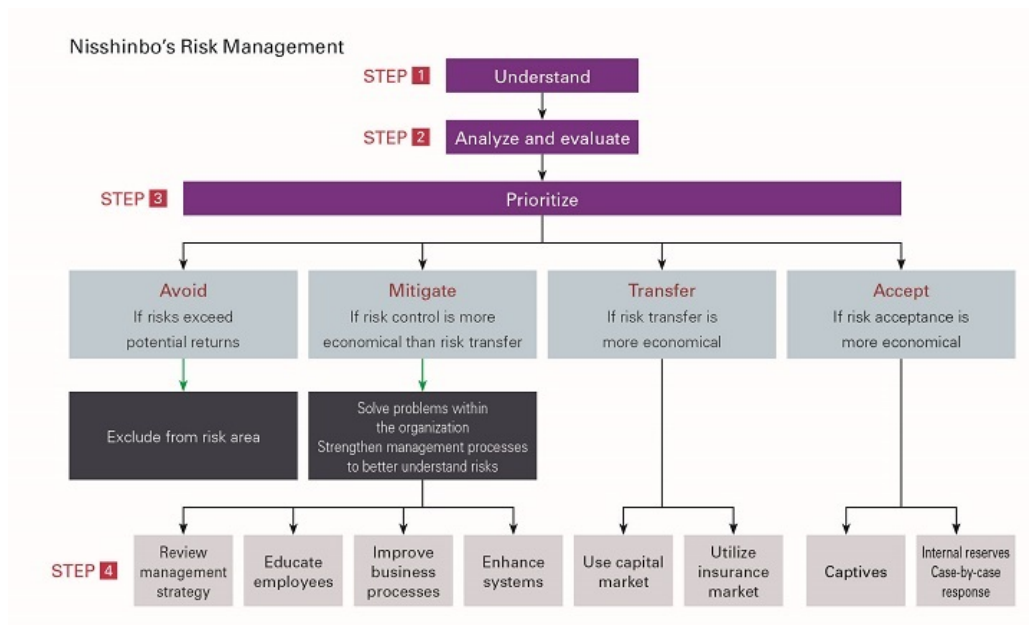 Nisshinbo's Risk Management
STEP 1
Understand
STEP 2
Analyze and evaluate
STEP 3
Prioritize
Avoid
If risks exceed
potential returns
Mitigate
If risk control is more
economical than risk transfer
Transfer
If risk transfer is
more economical
Accept
If risk acceptance is
more economical
Exclude from risk area
Solve problems within
the organization
Strengthen management processes
to better understand risks
STEP 4
Review
management
strategy
Educate
employees
Improve
business
processes
Enhance
systems
Use capital
market
Utilize
insurance
market
Captives
Internal reserves
Case-by-case
response